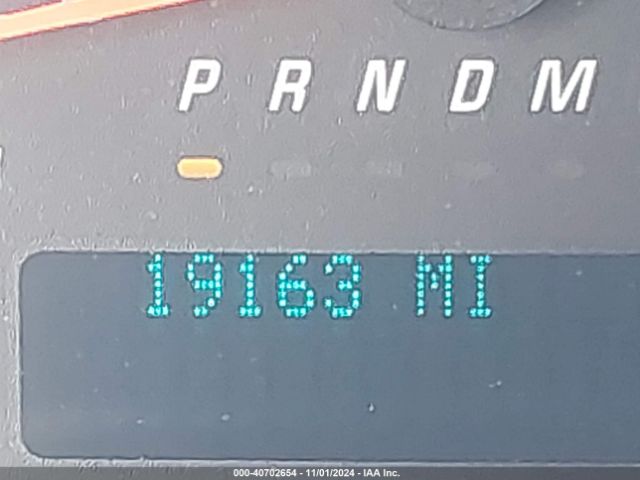 P R N D M
19163 MI
000-40702654 - 11/01/2024 - IAA Inc.